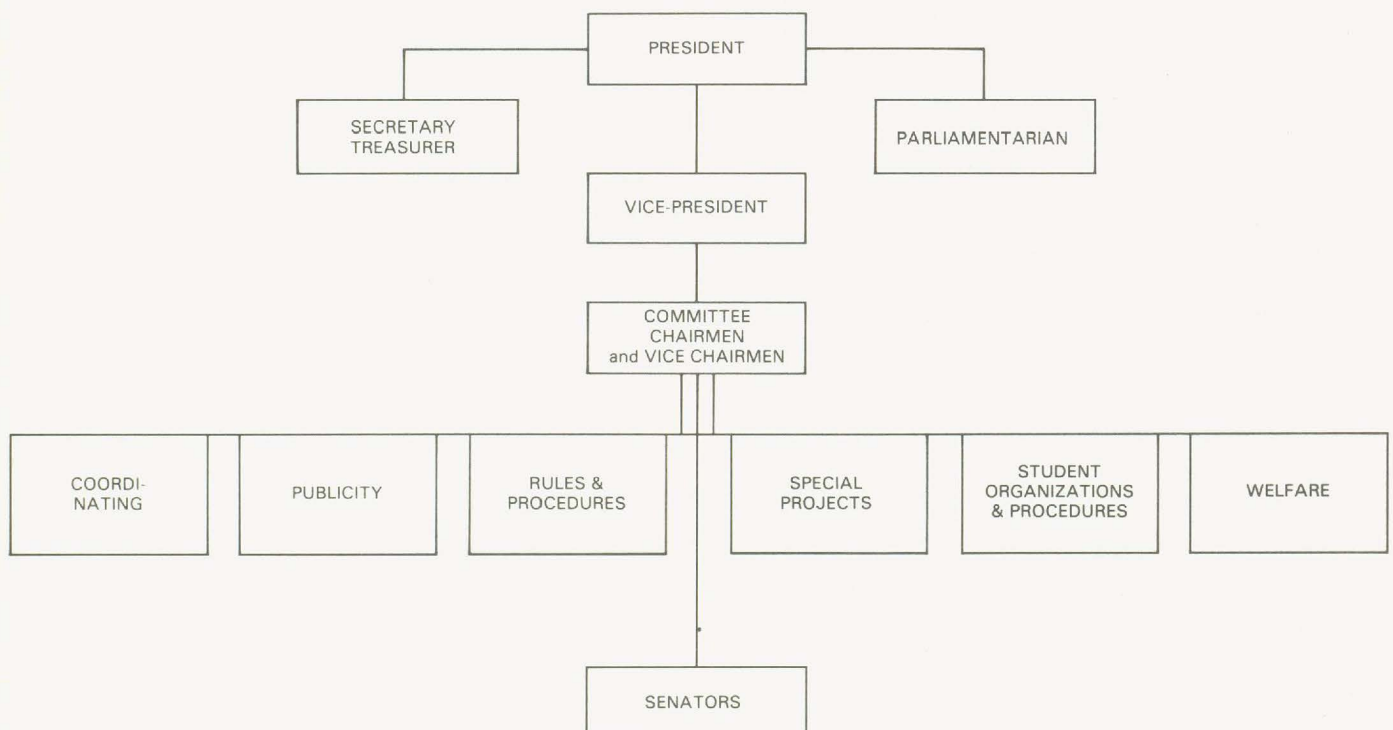 PRESIDENT
SECRETARY
TREASURER
PARLIAMENTARIAN
VICE-PRESIDENT
COMMITTEE
CHAIRMEN
and VICE CHAIRMEN
COORDI-
NATING
PUBLICITY
RULES &
PROCEDURES
SPECIAL
PROJECTS
STUDENT
ORGANIZATIONS
& PROCEDURES
WELFARE
SENATORS